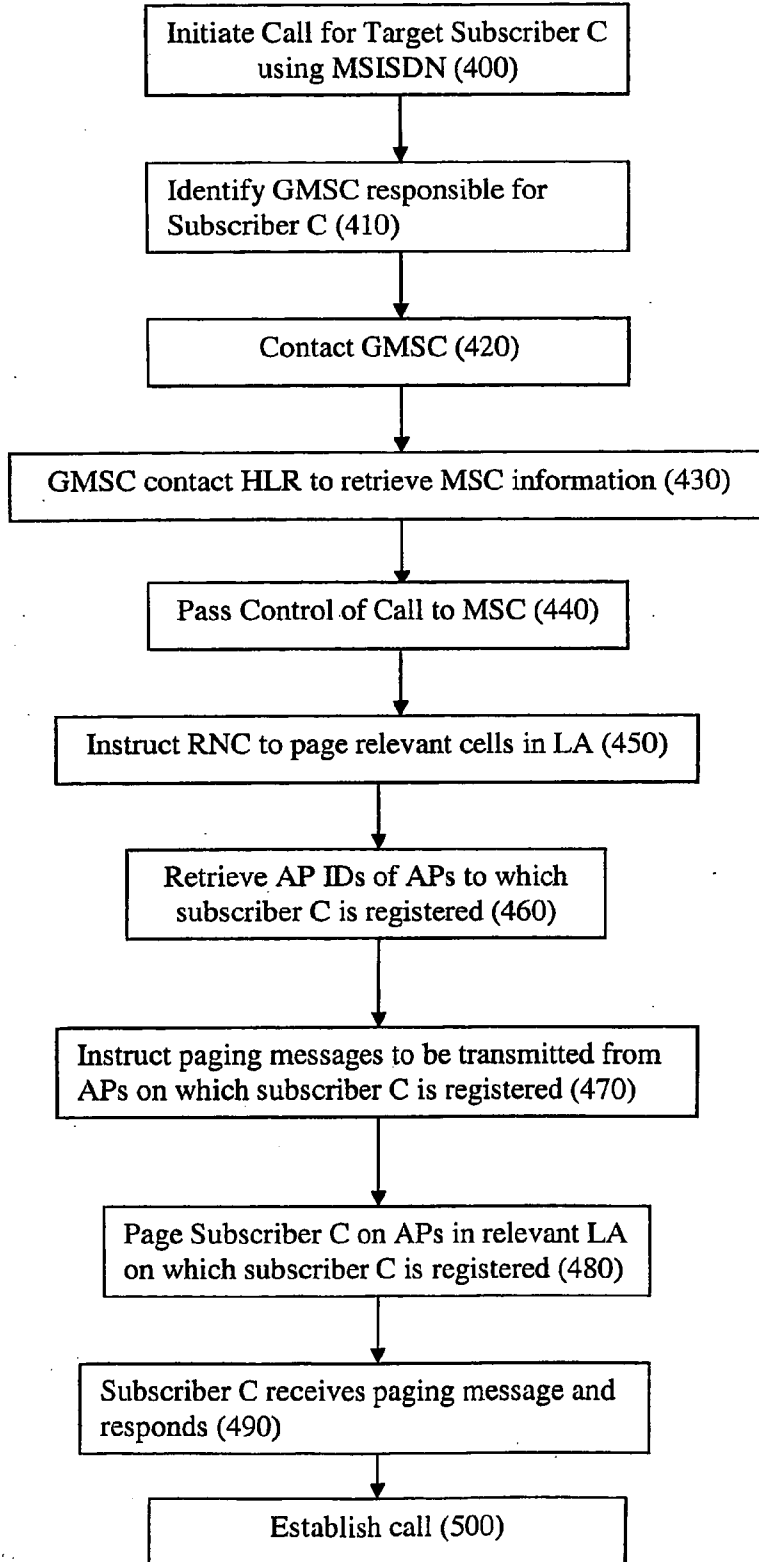 Initiate Call for Target Subscriber C
using MSISDN (400)
Identify GMSC responsible for
Subscriber C (410)
Contact GMSC (420)
GMSC contact HLR to retrieve MSC information (430)
Pass Control of Call to MSC (440)
Instruct RNC to page relevant cells in LA (450)
Retrieve AP IDs of APs to which
subscriber C is registered (460)
Instruct paging messages to be transmitted from
APs on which subscriber C is registered (470)
Page Subscriber C on APs in relevant LA
on which subscriber C is registered (480)
Subscriber C receives paging message and
responds (490)
Establish call (500)